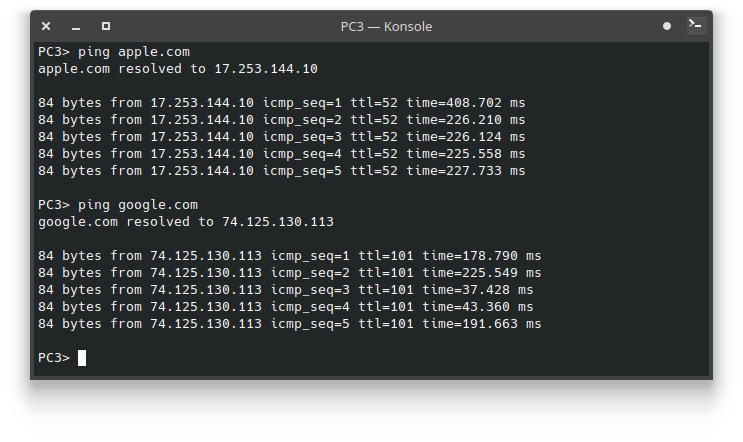 PC3 — Konsole
PC3> ping apple.com
apple.com resolved to 17.253.144.10
84 bytes from 17.253.144.10 icmp_seq=1 ttl=52 time=408.702 ms
84 bytes from 17.253.144.10 icmp_seq=2 ttl=52 time=226.210 ms
84 bytes from 17.253.144.10 icmp_seq=3 ttl=52 time=226.124 ms
84 bytes from 17.253.144.10 icmp_seq=4 ttl=52 time=225.558 ms
84 bytes from 17.253.144.10 icmp_seq=5 ttl=52 time=227.733 ms
PC3> ping google.com
google.com resolved to 74.125.130.113
84 bytes from 74.125.130.113 icmp_seq=1 ttl=101 time=178.790 ms
84 bytes from 74.125.130.113 icmp_seq=2 ttl=101 time=225.549 ms
84 bytes from 74.125.130.113 icmp_seq=3 ttl=101 time=37.428 ms
84 bytes from 74.125.130.113 icmp_seq=4 ttl=101 time=43.360 ms
84 bytes from 74.125.130.113 icmp_seq=5 ttl=101 time=191.663 ms
PC3>